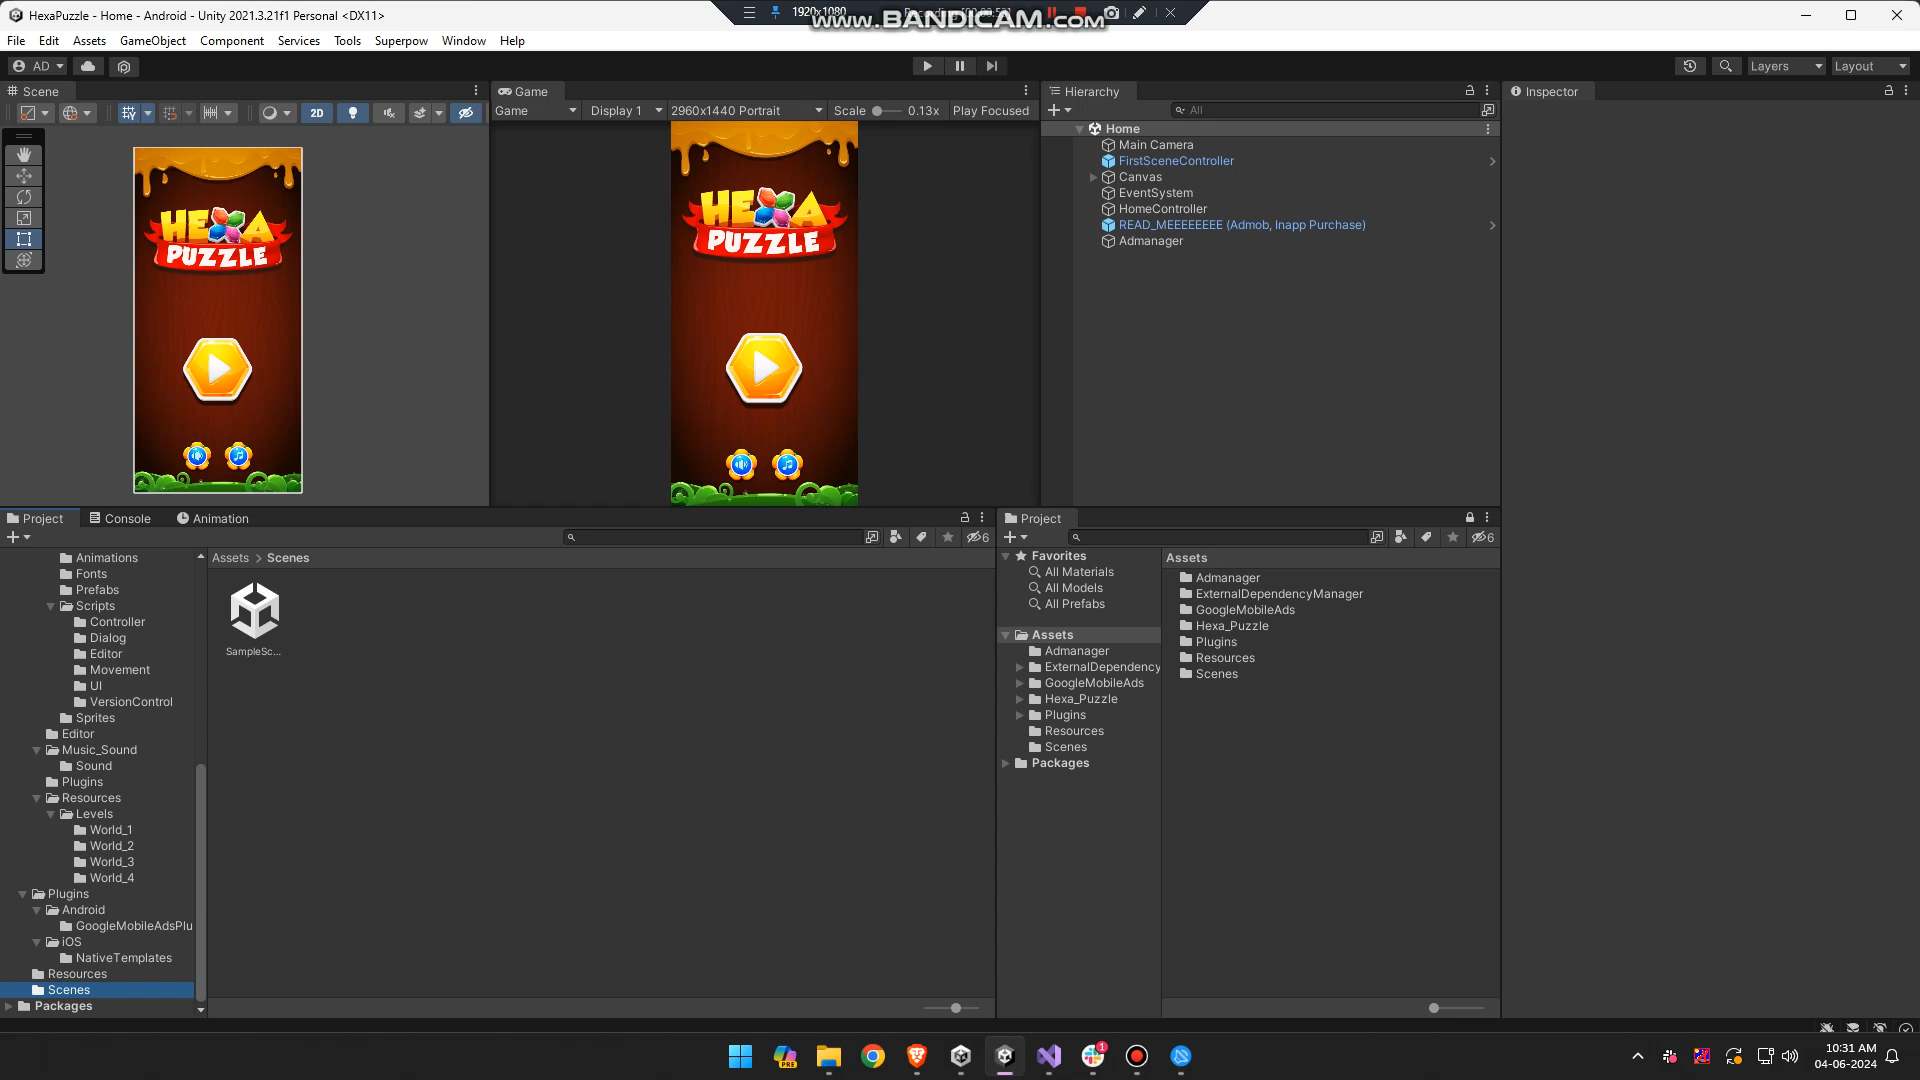 HexaPuzzle - Home - Android - Unity 2021.3.21f1 Personal <DX11>
1920x1080
www.BANDICAM.com
File Edit Assets GameObject Component Services Tools Superpow Window Help
AD
Layers
Layout
Scene
Game
Hierarchy
Inspector
2D
Game
Display 1
2960x1440 Portrait
Scale
0.13x
Play Focused
All
Home
Main Camera
FirstSceneController
Canvas
EventSystem
HomeController
READ_MEEEEEEEE (Admob, Inapp Purchase)
Admanager
HEXA
PUZZLE
HEXA
PUZZLE
Project
Console
Animation
6
Animations
Fonts
Prefabs
Scripts
Controller
Dialog
Editor
Movement
UI
VersionControl
Sprites
Editor
Music_Sound
Sound
Plugins
Resources
Levels
World_1
World_2
World_3
World_4
Plugins
Android
GoogleMobileAdsPlu
iOS
NativeTemplates
Resources
Scenes
Packages
Assets > Scenes
SampleSc...
Project
6
Favorites
All Materials
All Models
All Prefabs
Assets
Admanager
ExternalDependency
GoogleMobileAds
Hexa_Puzzle
Plugins
Resources
Scenes
Packages
Assets
Admanager
ExternalDependencyManager
GoogleMobileAds
Hexa_Puzzle
Plugins
Resources
Scenes
PRE
1
10:31 AM
04-06-2024